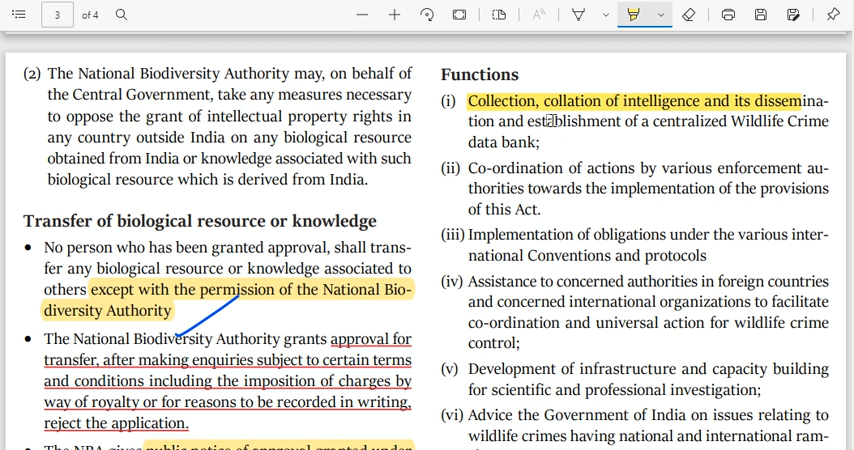 3 of 4
(2) The National Biodiversity Authority may, on behalf of
the Central Government, take any measures necessary
to oppose the grant of intellectual property rights in
any country outside India on any biological resource
obtained from India or knowledge associated with such
biological resource which is derived from India.
Transfer of biological resource or knowledge
• No person who has been granted approval, shall trans-
fer any biological resource or knowledge associated to
others except with the permission of the National Bio-
diversity Authority
• The National Biodiversity Authority grants approval for
transfer, after making enquiries subject to certain terms
and conditions including the imposition of charges by
way of royalty or for reasons to be recorded in writing,
reject the application.
• The NBA gives public notice of approval granted under
Functions
(i) Collection, collation of intelligence and its dissemina-
tion and establishment of a centralized Wildlife Crime
data bank;
(ii) Co-ordination of actions by various enforcement au-
thorities towards the implementation of the provisions
of this Act.
(iii) Implementation of obligations under the various inter-
national Conventions and protocols
(iv) Assistance to concerned authorities in foreign countries
and concerned international organizations to facilitate
co-ordination and universal action for wildlife crime
control;
(v) Development of infrastructure and capacity building
for scientific and professional investigation;
(vi) Advice the Government of India on issues relating to
wildlife crimes having national and international ram-